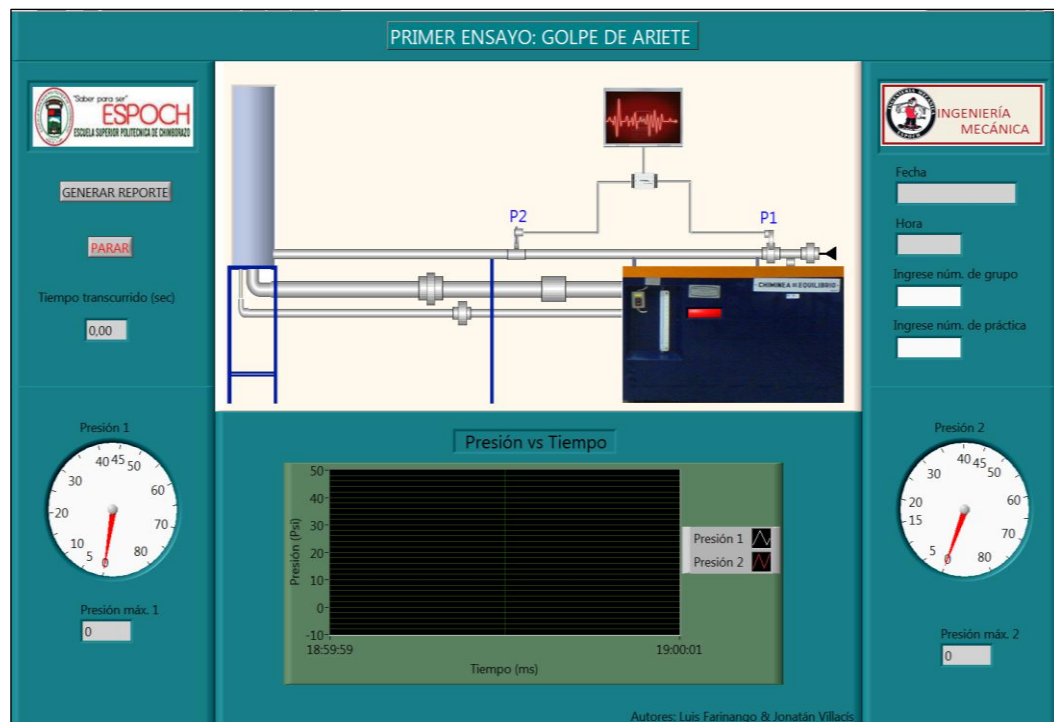 PRIMER ENSAYO: GOLPE DE ARIETE
"Saber para ser"
ESPOCH
ESCUELA SUPERIOR POLITECNICA DE CHIMBORAZO
GENERAR REPORTE
PARAR
Tiempo transcurrido (sec)
0,00
P2
P1
CHIMINEA DE EQUILIBRIO
INGENIERÍA
MECÁNICA
Fecha
Hora
Ingrese núm. de grupo
Ingrese núm. de práctica
Presión 1
0
5
10
20
30
40
45
50
60
70
80
Presión máx. 1
0
Presión vs Tiempo
Presión (Psi)
50
40
30
20
10
0
-10
18:59:59
19:00:01
Tiempo (ms)
Presión 1
Presión 2
Presión 2
0
5
15
20
30
40
45
50
60
70
80
Presión máx. 2
0
Autores: Luis Farinango & Jonatán Villacís